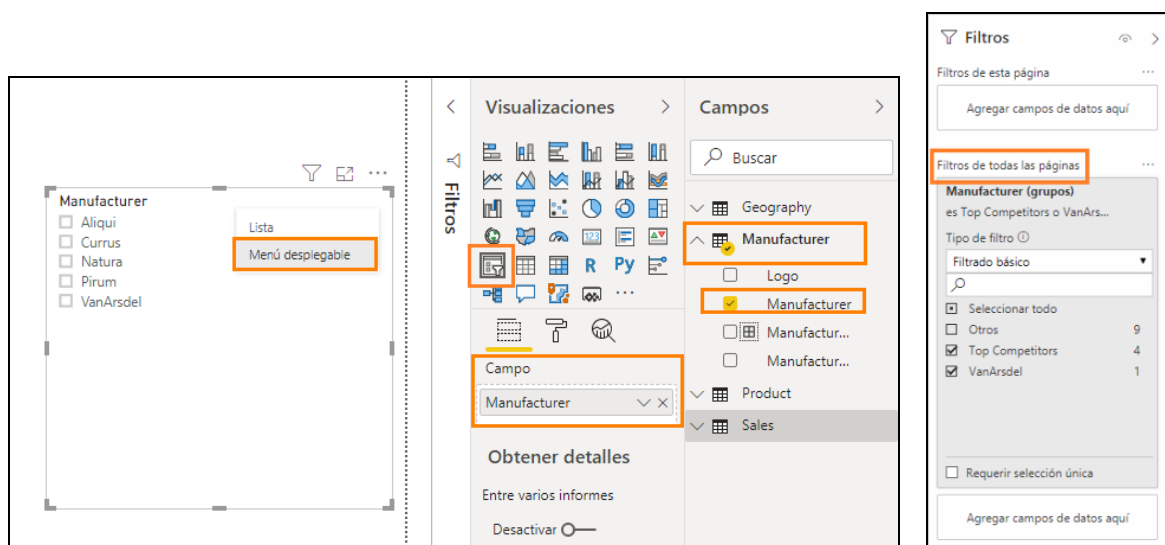 Manufacturer
Aliqui
Currus
Natura
Pirum
VanArsdel
Lista
Menú desplegable
Filtros
Visualizaciones
123
R Py
Campo
Manufacturer
Obtener detalles
Entre varios informes
Desactivar
Campos
Buscar
Geography
Manufacturer
Logo
Manufacturer
Manufactur...
Manufactur...
Product
Sales
Filtros
Filtros de esta página
Agregar campos de datos aquí
Filtros de todas las páginas
Manufacturer (grupos)
es Top Competitors o VanArs...
Tipo de filtro
Filtrado básico
Seleccionar todo
Otros 9
Top Competitors 4
VanArsdel 1
Requerir selección única
Agregar campos de datos aquí